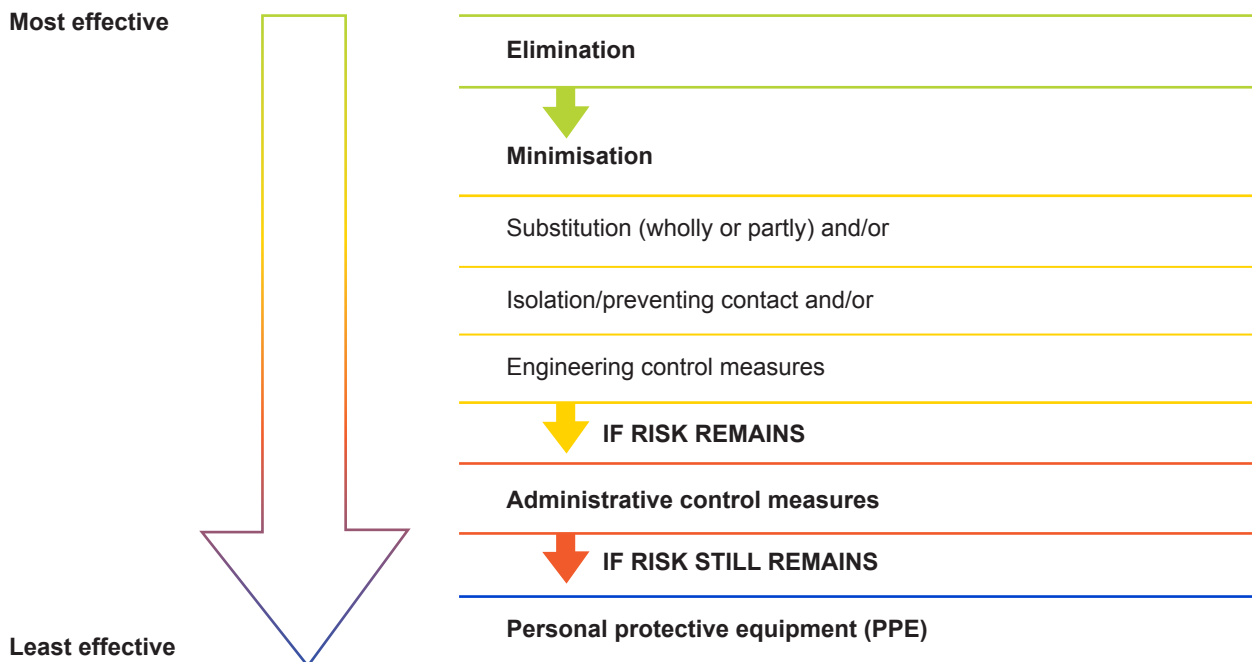 Most effective
Elimination
Minimisation
Substitution (wholly or partly) and/or
Isolation/preventing contact and/or
Engineering control measures
IF RISK REMAINS
Administrative control measures
IF RISK STILL REMAINS
Personal protective equipment (PPE)
Least effective